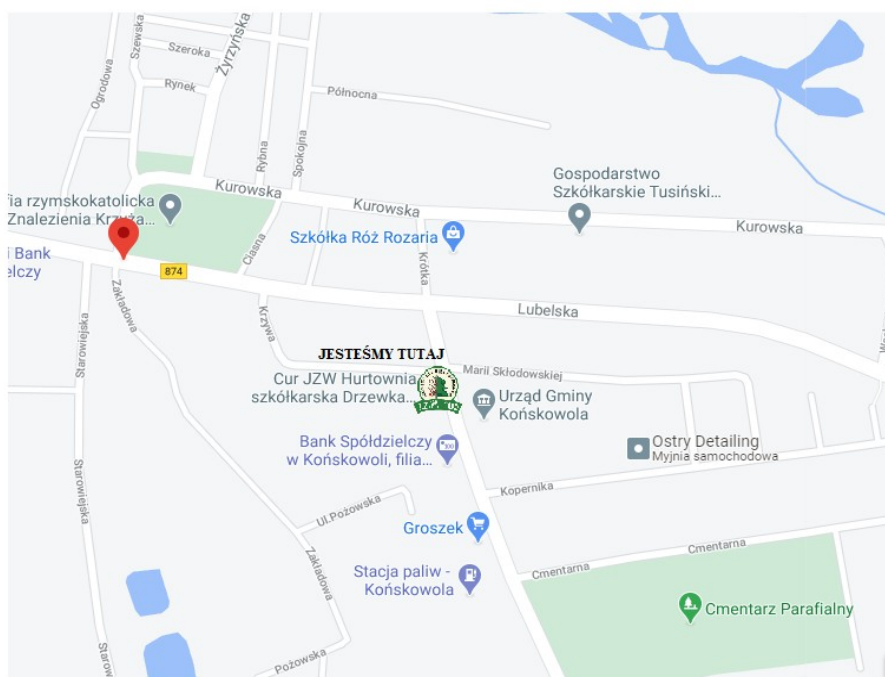 Szewska
Szeroka
Żyrzyńska
Ogrodowa
Rynek
Północna
Rybna
Spokojna
Gospodarstwo
Szkółkarskie Tusiński...
Kurowska
Kurowska
Kurowska
fia rzymskokatolicka
Znalezienia Krzyża...
Ciasna
Szkółka Róż Rozaria
Krótka
i Bank
elczy
874
Zakładowa
Starowiejska
Krzywa
Lubelska
JESTEŚMY TUTAJ
Marii Skłodowskiej
Cur JZW Hurtownia
szkółkarska Drzewka...
Urząd Gminy
Końskowola
Bank Spółdzielczy
w Końskowoli, filia...
Ostry Detailing
Myjnia samochodowa
Starowiejska
Kopernika
Ul.Pożowska
Groszek
Zakładowa
Cmentarna
Cmentarna
Stacja paliw -
Końskowola
Cmentarz Parafialny
Pożowska